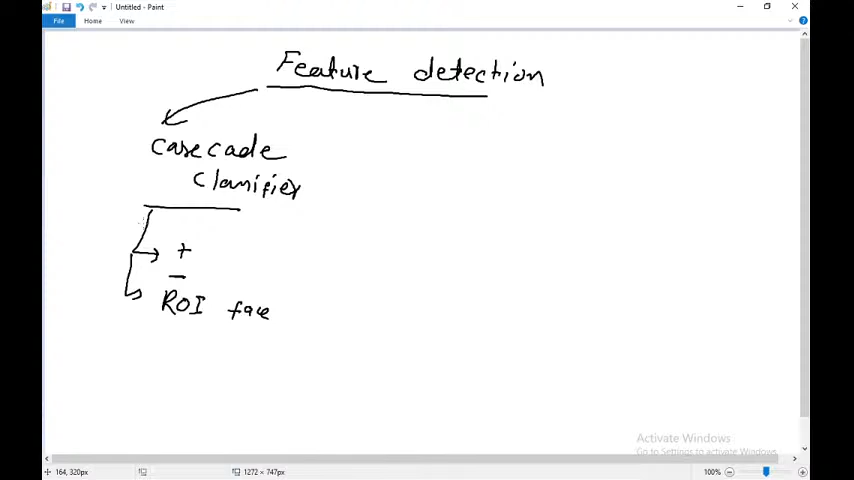 Untitled - Paint
File Home View
Feature detection
Cascade
Classifier
+
−
ROI face
Activate Windows
Go to Settings to activate Windows.
164, 320px 1272 × 747px 100%